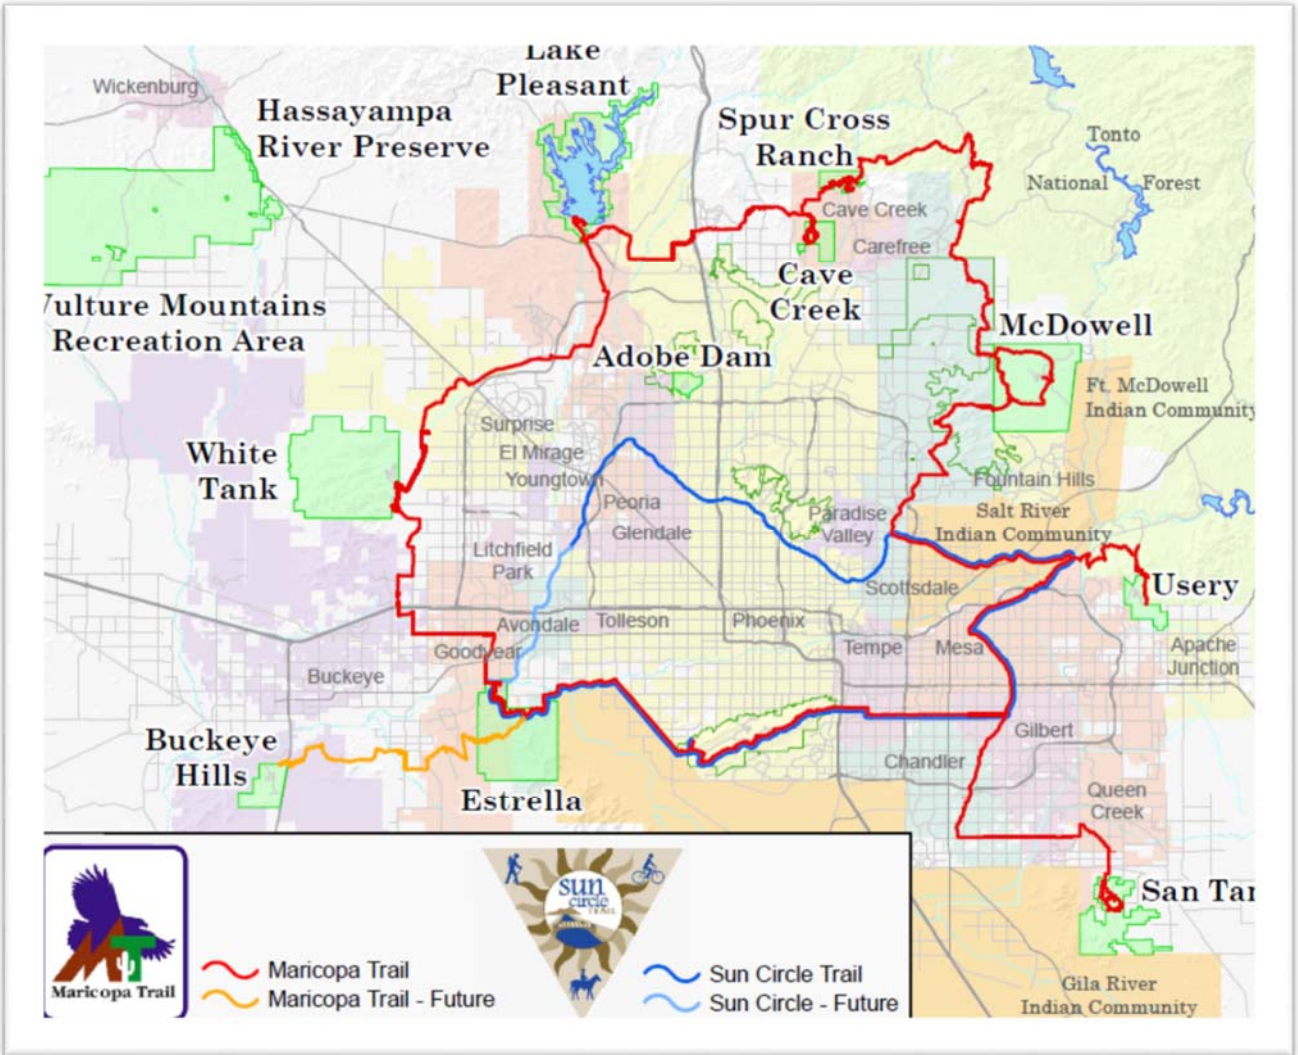 Lake
Pleasant
Wickenburg
Hassayampa
River Preserve
Spur Cross
Ranch
Tonto
National Forest
Cave Creek
Carefree
Cave
Creek
Vulture Mountains
Recreation Area
McDowell
Adobe Dam
Ft. McDowell
Indian Community
Surprise
White
Tank
El Mirage
Youngtown
Fountain Hills
Peoria
Paradise
Valley
Salt River
Indian Community
Glendale
Litchfield
Park
Scottsdale
Usery
Avondale
Tolleson
Phoenix
Goodyear
Tempe
Mesa
Apache
Junction
Buckeye
Buckeye
Hills
Gilbert
Chandler
Queen
Creek
Estrella
San Tan
Gila River
Indian Community
MT
Maricopa Trail
sun
circle
TRAIL
Maricopa Trail
Maricopa Trail - Future
Sun Circle Trail
Sun Circle - Future